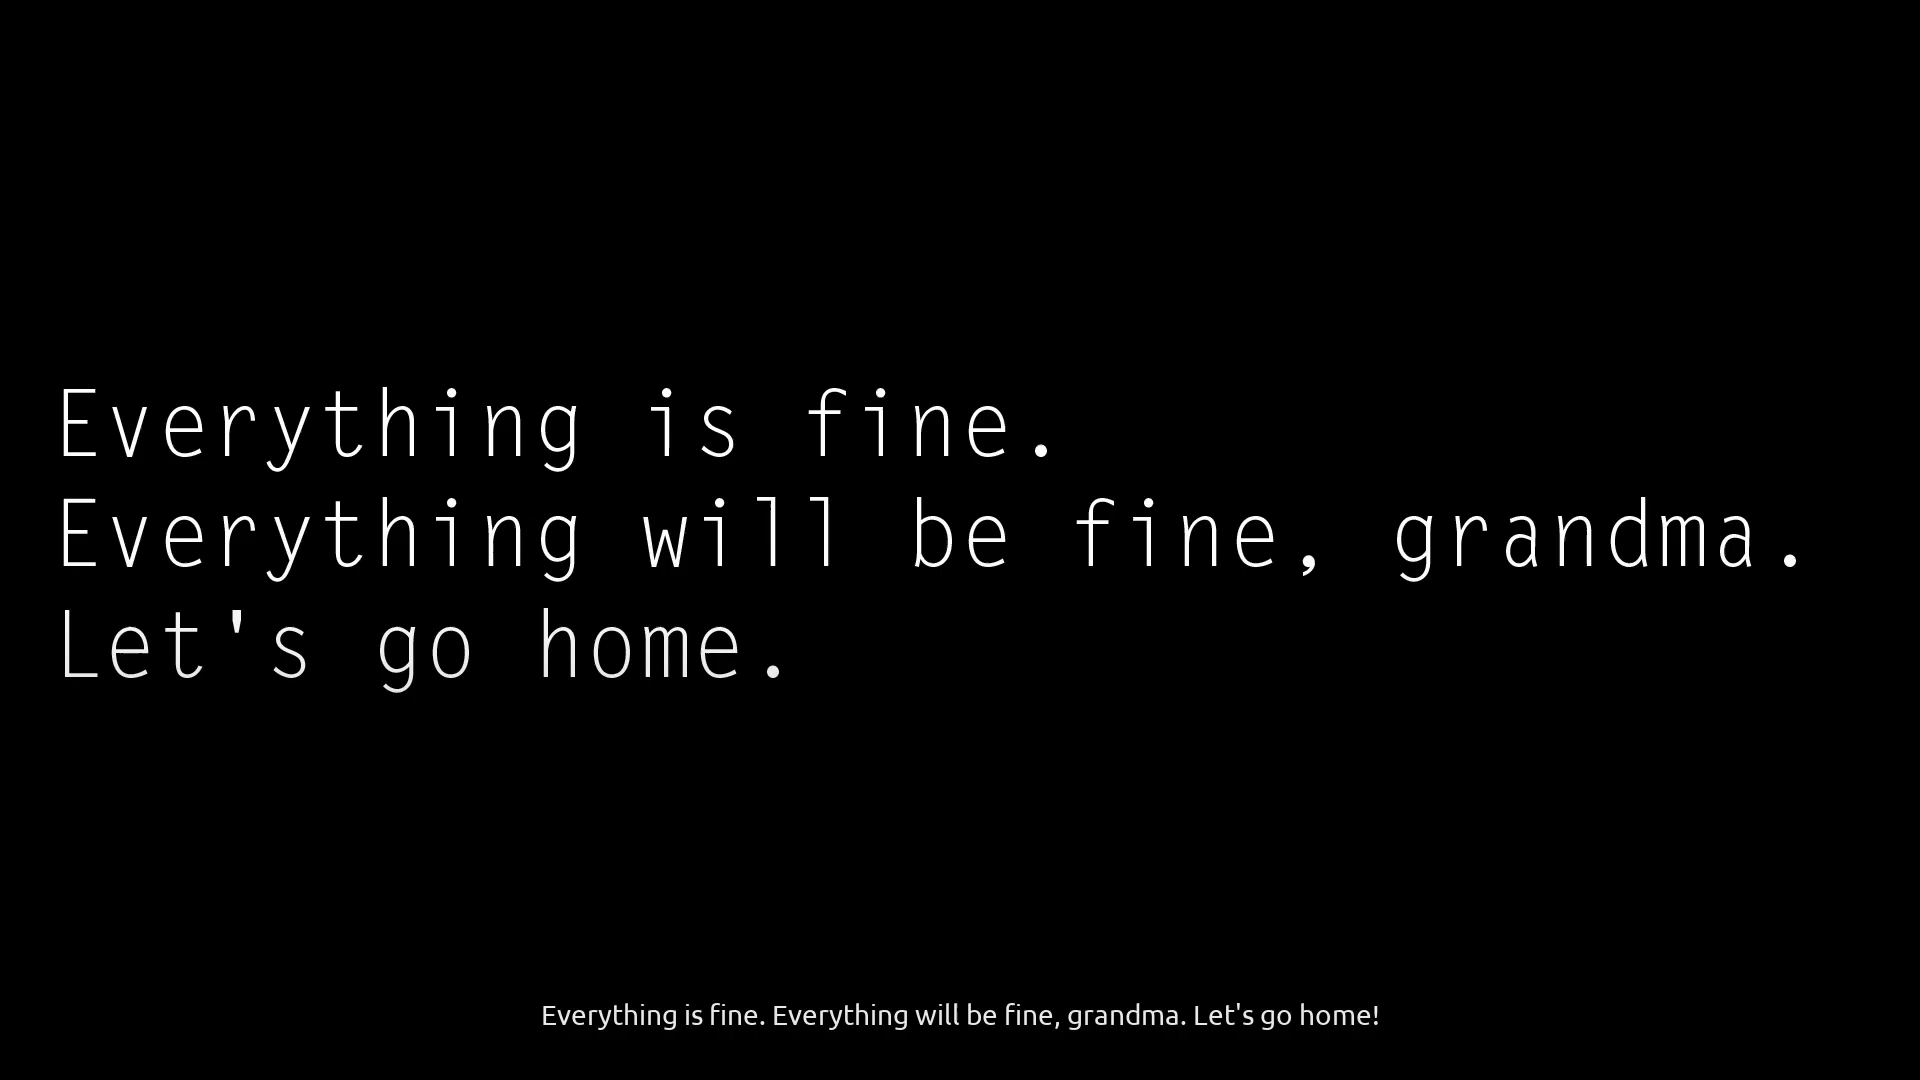 Everything is fine.
Everything will be fine, grandma.
Let's go home.
Everything is fine. Everything will be fine, grandma. Let's go home!